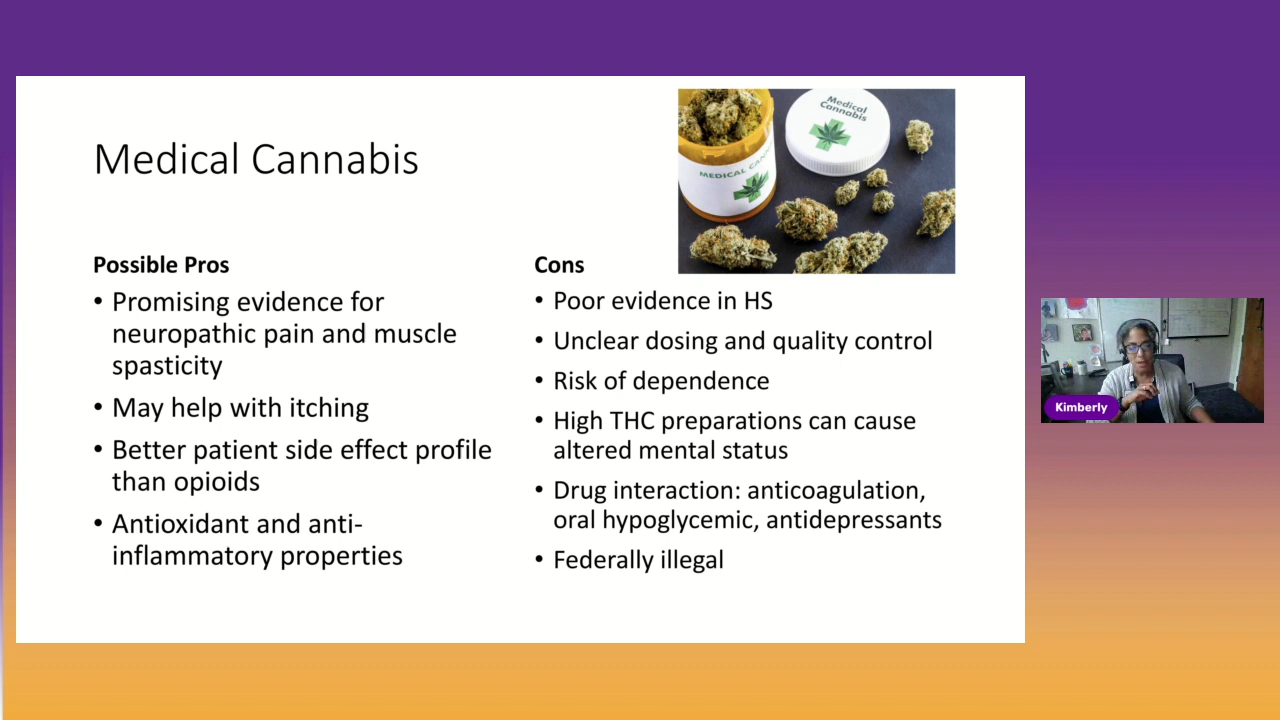 Medical Cannabis
Medical
Cannabis
MEDICAL CANN
Possible Pros
• Promising evidence for
neuropathic pain and muscle
spasticity
• May help with itching
• Better patient side effect profile
than opioids
• Antioxidant and anti-
inflammatory properties
Cons
• Poor evidence in HS
• Unclear dosing and quality control
• Risk of dependence
• High THC preparations can cause
altered mental status
• Drug interaction: anticoagulation,
oral hypoglycemic, antidepressants
• Federally illegal
Kimberly